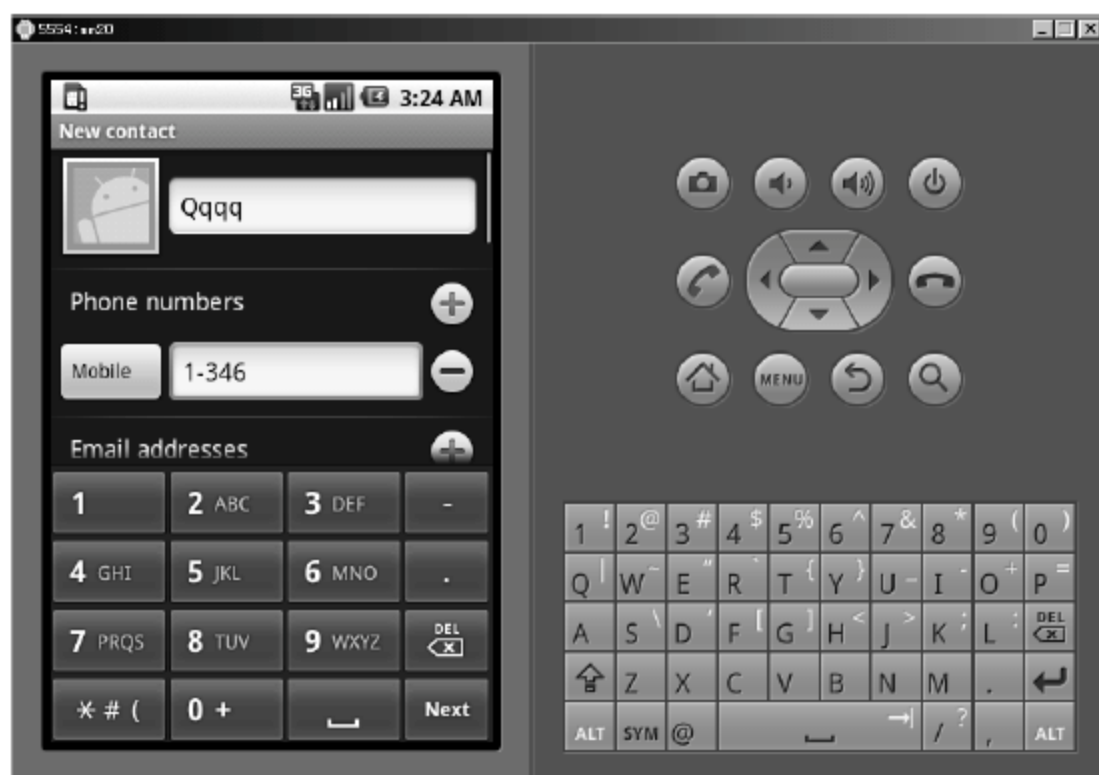 5554:
3G 3:24 AM
New contact
Qqqq
Phone numbers
Mobile 1-346
Email addresses
1 2 ABC 3 DEF -
4 GHI 5 JKL 6 MNO .
7 PRQS 8 TUV 9 WXYZ DEL
* # ( 0 + Next
MENU
1 ! 2 @ 3 # 4 $ 5 % 6 ^ 7 & 8 * 9 ( 0 )
Q | W ~ E " R ` T { Y } U _ I - O + P =
A S \ D ' F [ G ] H < J > K ; L : DEL
Z X C V B N M .
ALT SYM @ / ? , ALT